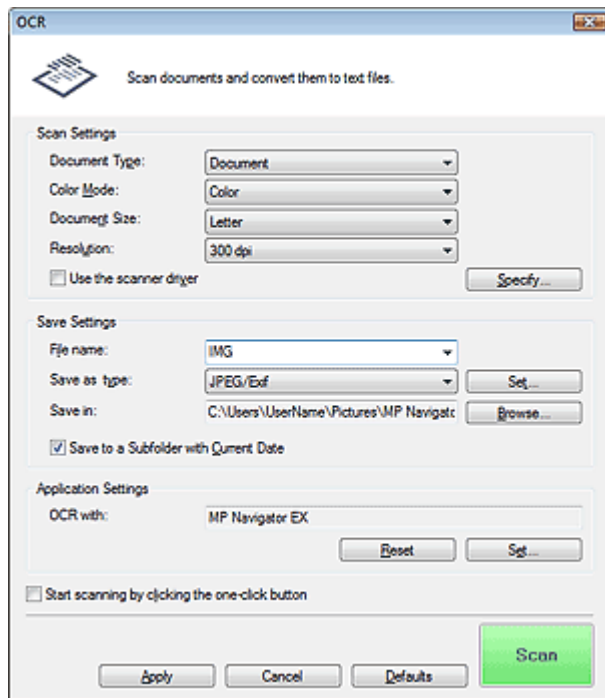 OCR
Scan documents and convert them to text files.
Scan Settings
Document Type: Document
Color Mode: Color
Document Size: Letter
Resolution: 300 dpi
Use the scanner driver Specify...
Save Settings
File name: IMG
Save as type: JPEG/Exif Set...
Save in: C:\Users\UserName\Pictures\MP Navigatc Browse...
Save to a Subfolder with Current Date
Application Settings
OCR with: MP Navigator EX
Reset Set...
Start scanning by clicking the one-click button
Scan
Apply Cancel Defaults